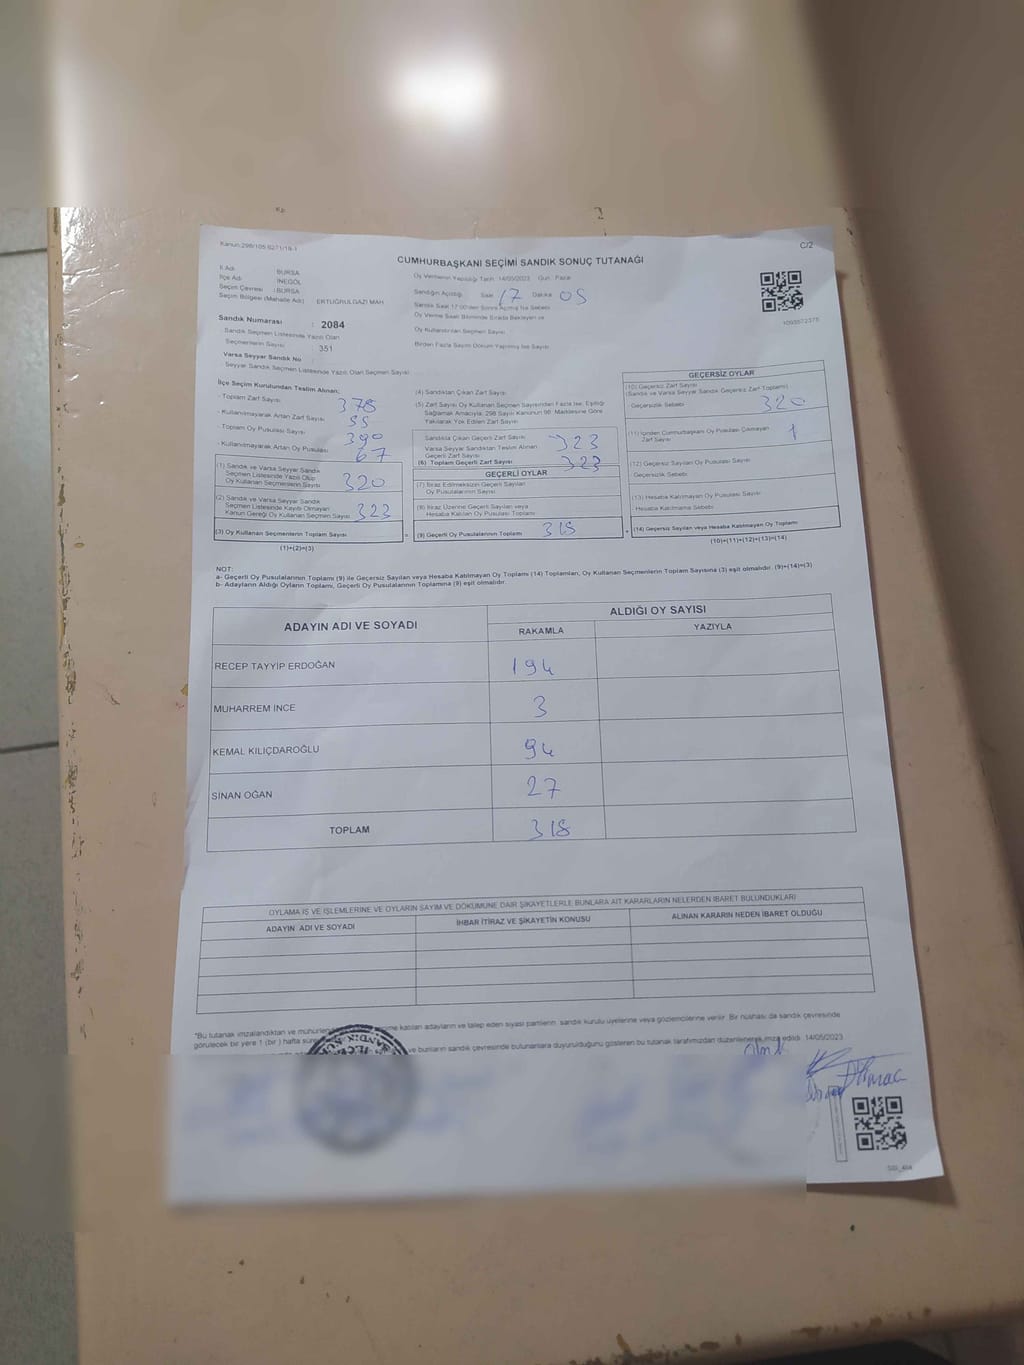 Kanun:298/105 6271/18-1
C/2
CUMHURBAŞKANI SEÇİMİ SANDIK SONUÇ TUTANAĞI
İl Adı : BURSA
İlçe Adı : İNEGÖL
Seçim Çevresi : BURSA
Seçim Bölgesi (Mahalle Adı) : ERTUĞRULGAZİ MAH.
Sandık Numarası : 2084
Sandık Seçmen Listesinde Yazılı Olan
Seçmenlerin Sayısı : 351
Varsa Seyyar Sandık No :
Seyyar Sandık Seçmen Listesinde Yazılı Olan Seçmen Sayısı :
Oy Vermenin Yapıldığı Tarih :14/05/2023 Gün : Pazar
Sandığın Açıldığı Saat 17 Dakika 05
Sandık Saat 17:00'den Sonra Açılmış İse Sebebi
Oy Verme Saati Bitiminde Sırada Bekleyen ve
Oy Kullandırılan Seçmen Sayısı
Birden Fazla Sayım Döküm Yapılmış İse Sayısı
1093572375
İlçe Seçim Kurulundan Teslim Alınan;
- Toplam Zarf Sayısı 378
- Kullanılmayarak Artan Zarf Sayısı 55
- Toplam Oy Pusulası Sayısı 390
- Kullanılmayarak Artan Oy Pusulası 67
(1) Sandık ve Varsa Seyyar Sandık
Seçmen Listesinde Yazılı Olup
Oy Kullanan Seçmenlerin Sayısı 320
(2) Sandık ve Varsa Seyyar Sandık
Seçmen Listesinde Kayıtlı Olmayan
Kanun Gereği Oy Kullanan Seçmen Sayısı 323
(3) Oy Kullanan Seçmenlerin Toplam Sayısı
(1)+(2)=(3)
(4) Sandıktan Çıkan Zarf Sayısı
(5) Zarf Sayısı Oy Kullanan Seçmen Sayısından Fazla İse, Eşitliği
Sağlamak Amacıyla, 298 Sayılı Kanunun 98. Maddesine Göre
Yakılarak Yok Edilen Zarf Sayısı
Sandıkta Çıkan Geçerli Zarf Sayısı 323
Varsa Seyyar Sandıktan Teslim Alınan
Geçerli Zarf Sayısı
(6) Toplam Geçerli Zarf Sayısı 323
GEÇERLİ OYLAR
(7) İtiraz Edilmeksizin Geçerli Sayılan
Oy Pusulalarının Sayısı
(8) İtiraz Üzerine Geçerli Sayılan veya
Hesaba Katılan Oy Pusulası Toplamı
(9) Geçerli Oy Pusulalarının Toplamı 318
GEÇERSİZ OYLAR
(10) Geçersiz Zarf Sayısı
(Sandık ve Varsa Seyyar Sandık Geçersiz Zarf Toplamı)
Geçersizlik Sebebi 320
(11) İçinden Cumhurbaşkanı Oy Pusulası Çıkmayan
Zarf Sayısı 1
(12) Geçersiz Sayılan Oy Pusulası Sayısı
Geçersizlik Sebebi
(13) Hesaba Katılmayan Oy Pusulası Sayısı
Hesaba Katılmama Sebebi
(14) Geçersiz Sayılan veya Hesaba Katılmayan Oy Toplamı
(10)+(11)+(12)+(13)=(14)
NOT:
a- Geçerli Oy Pusulalarının Toplamı (9) ile Geçersiz Sayılan veya Hesaba Katılmayan Oy Toplamı (14) Toplamları, Oy Kullanan Seçmenlerin Toplam Sayısına (3) eşit olmalıdır. (9)+(14)=(3)
b- Adayların Aldığı Oyların Toplamı, Geçerli Oy Pusulalarının Toplamına (9) eşit olmalıdır.
ADAYIN ADI VE SOYADI
ALDIĞI OY SAYISI
RAKAMLA YAZIYLA
RECEP TAYYİP ERDOĞAN 194
MUHARREM İNCE 3
KEMAL KILIÇDAROĞLU 94
SİNAN OĞAN 27
TOPLAM 318
OYLAMA İŞ VE İŞLEMLERİNE VE OYLARIN SAYIM VE DÖKÜMÜNE DAİR ŞİKAYETLERLE BUNLARA AİT KARARLARIN NELERDEN İBARET BULUNDUKLARI
ADAYIN ADI VE SOYADI İHBAR İTİRAZ VE ŞİKAYETİN KONUSU ALINAN KARARIN NEDEN İBARET OLDUĞU
"Bu tutanak imzalandıktan ve katılan adayların ve talep eden siyasi partilerin sandık kurulu üyelerine veya gözlemcilerine verilir. Bir nüshası da sandık çevresinde
görülecek bir yere 1 (bir) hafta ve bunların sandık çevresinde bulunanlara duyurulduğunu gösteren bu tutanak tarafımızdan düzenlenerek imza edildi. 14/05/2023